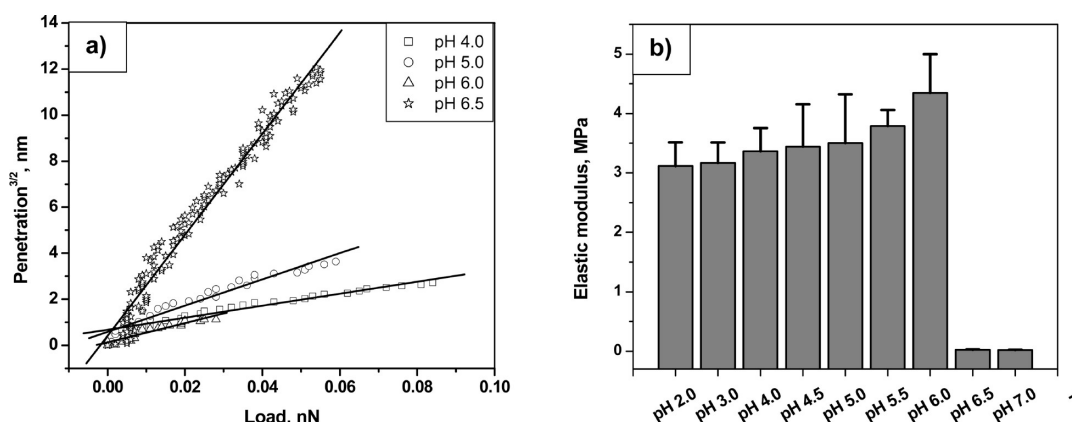 a)
14
12
10
8
6
4
2
0
Penetration3/2, nm
pH 4.0
pH 5.0
pH 6.0
pH 6.5
0.00 0.02 0.04 0.06 0.08 0.10
Load, nN
b)
5
4
3
2
1
0
Elastic modulus, MPa
pH 2.0 pH 3.0 pH 4.0 pH 4.5 pH 5.0 pH 5.5 pH 6.0 pH 6.5 pH 7.0